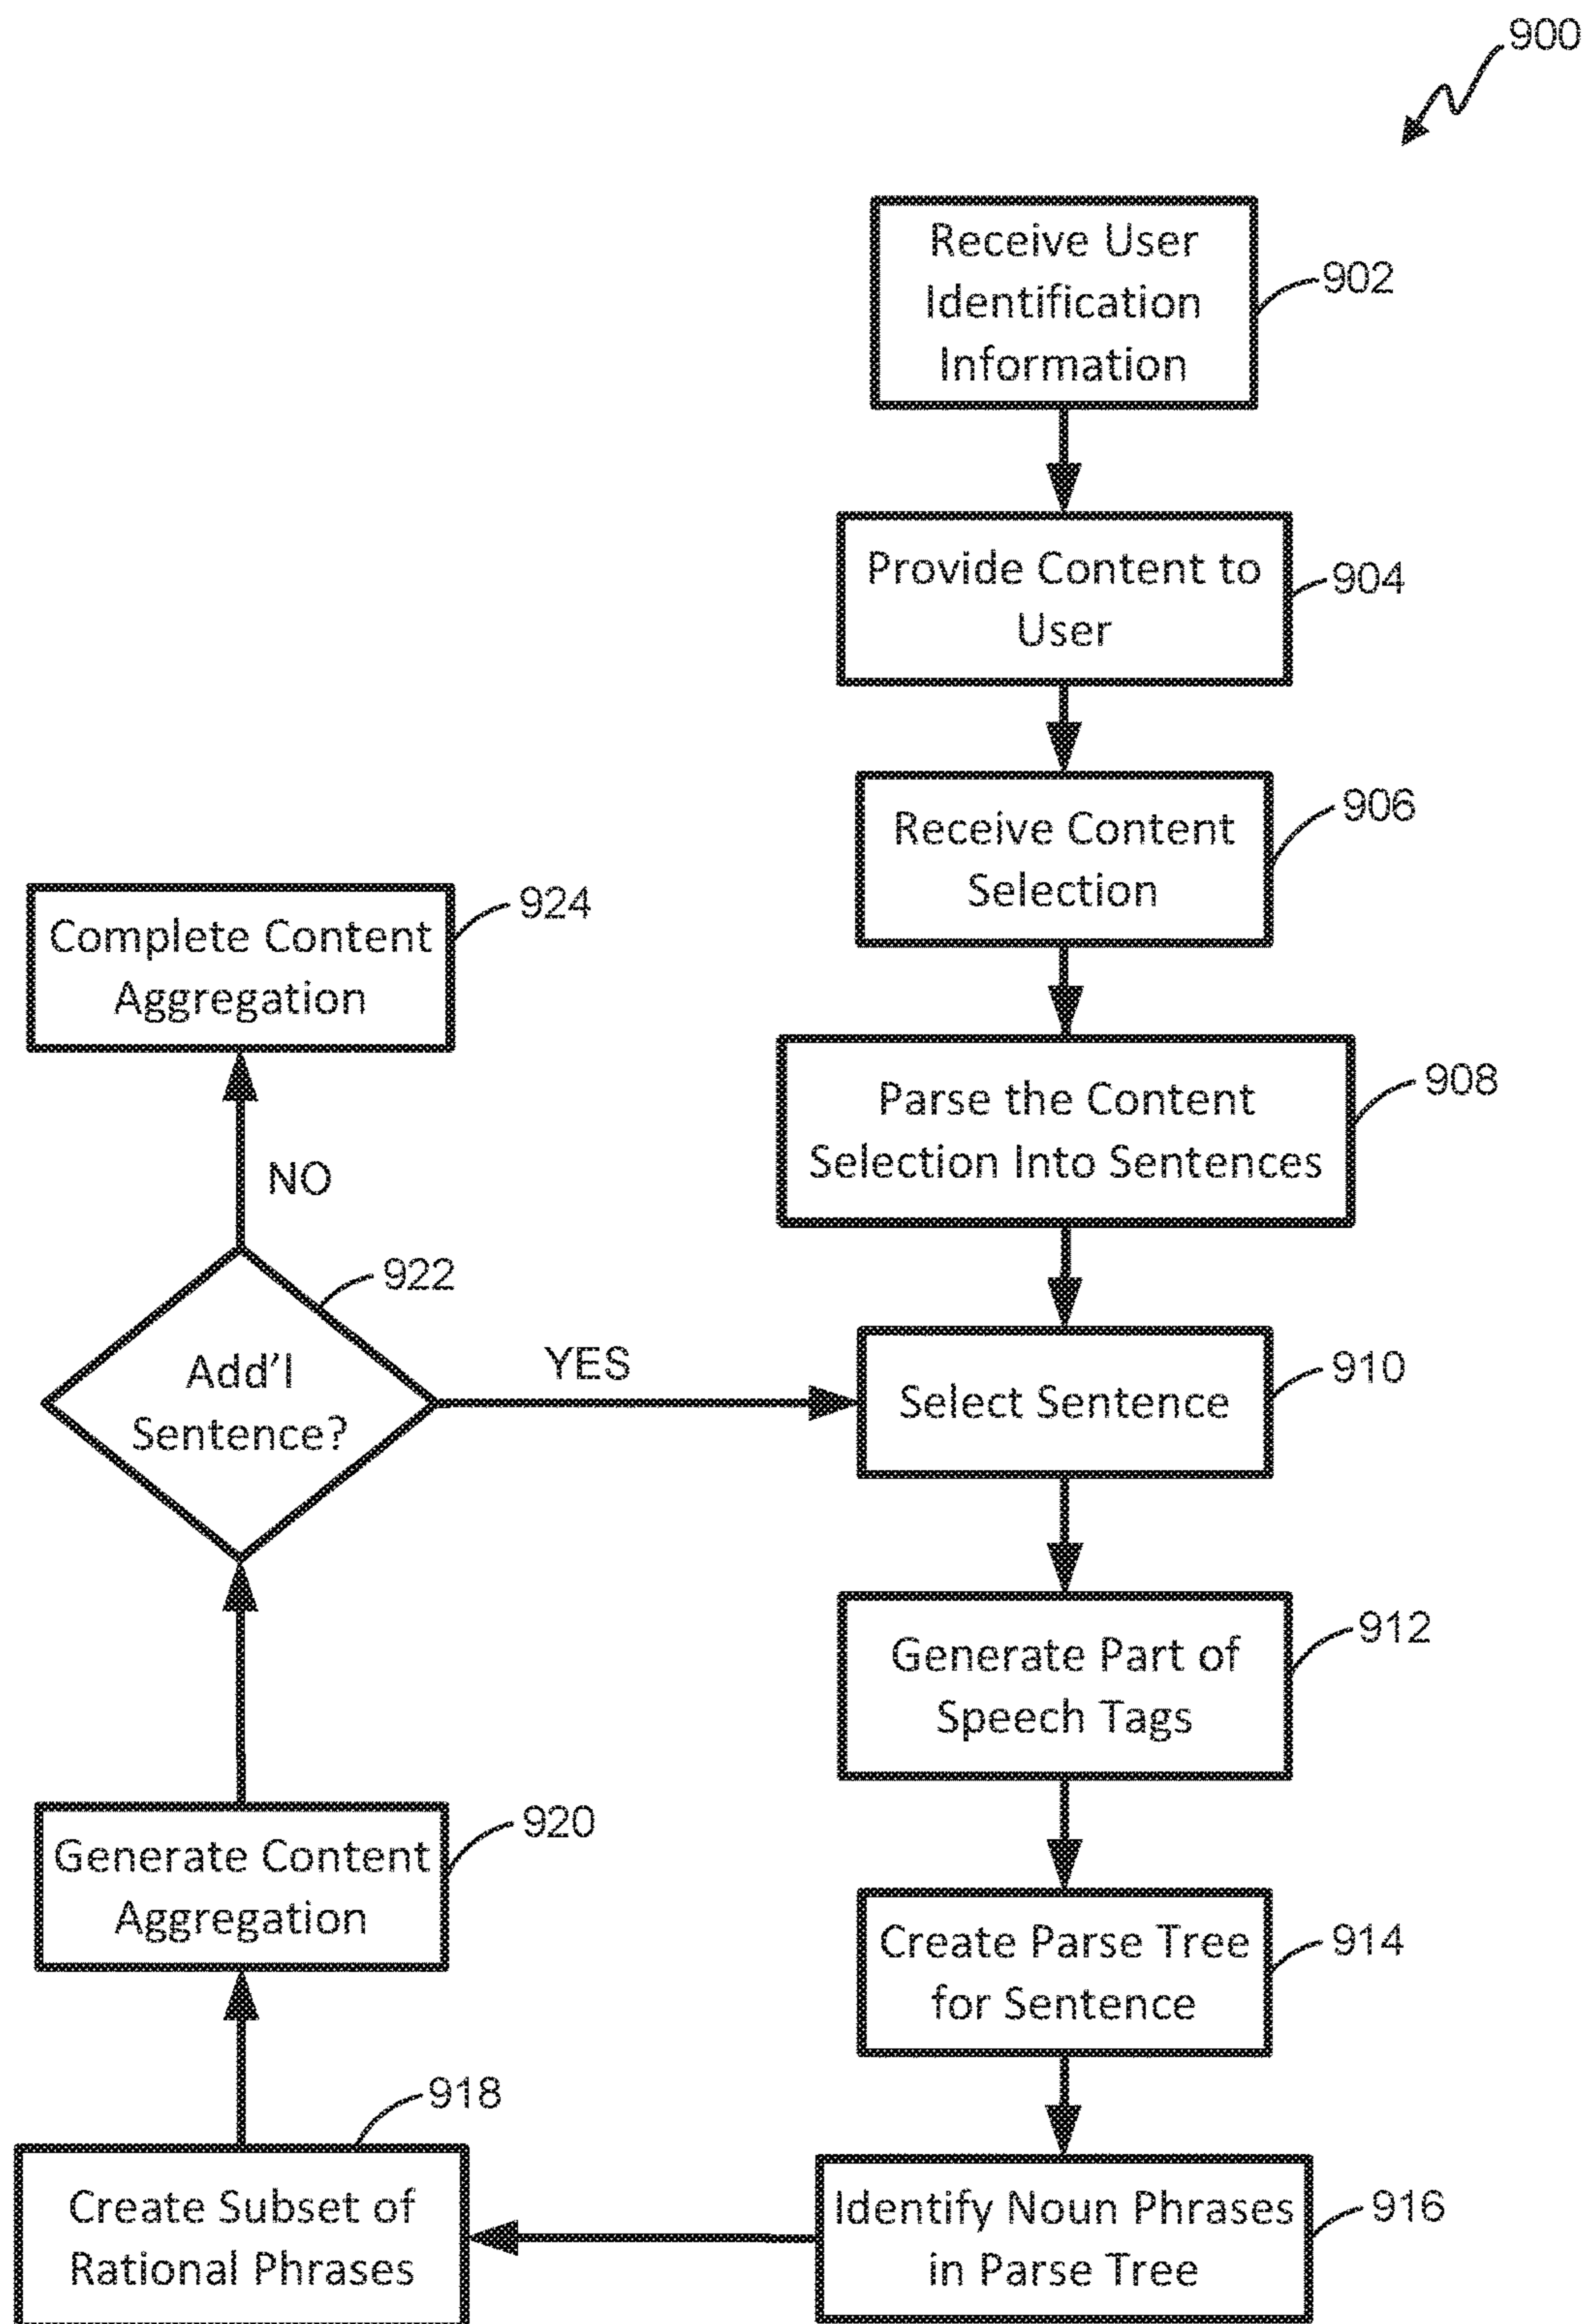 900
Receive User
Identification
Information
902
Provide Content to
User
904
Receive Content
Selection
906
Parse the Content
Selection Into Sentences
908
Select Sentence
910
Generate Part of
Speech Tags
912
Create Parse Tree
for Sentence
914
Identify Noun Phrases
in Parse Tree
916
Create Subset of
Rational Phrases
918
Generate Content
Aggregation
920
Add'l
Sentence?
922
YES
NO
Complete Content
Aggregation
924